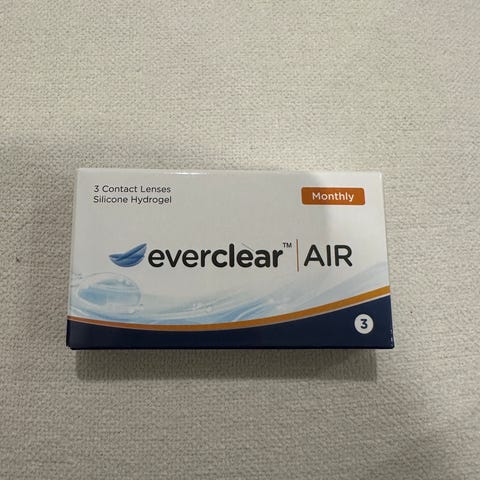 3 Contact Lenses
Silicone Hydrogel
Monthly
everclear™ | AIR
3